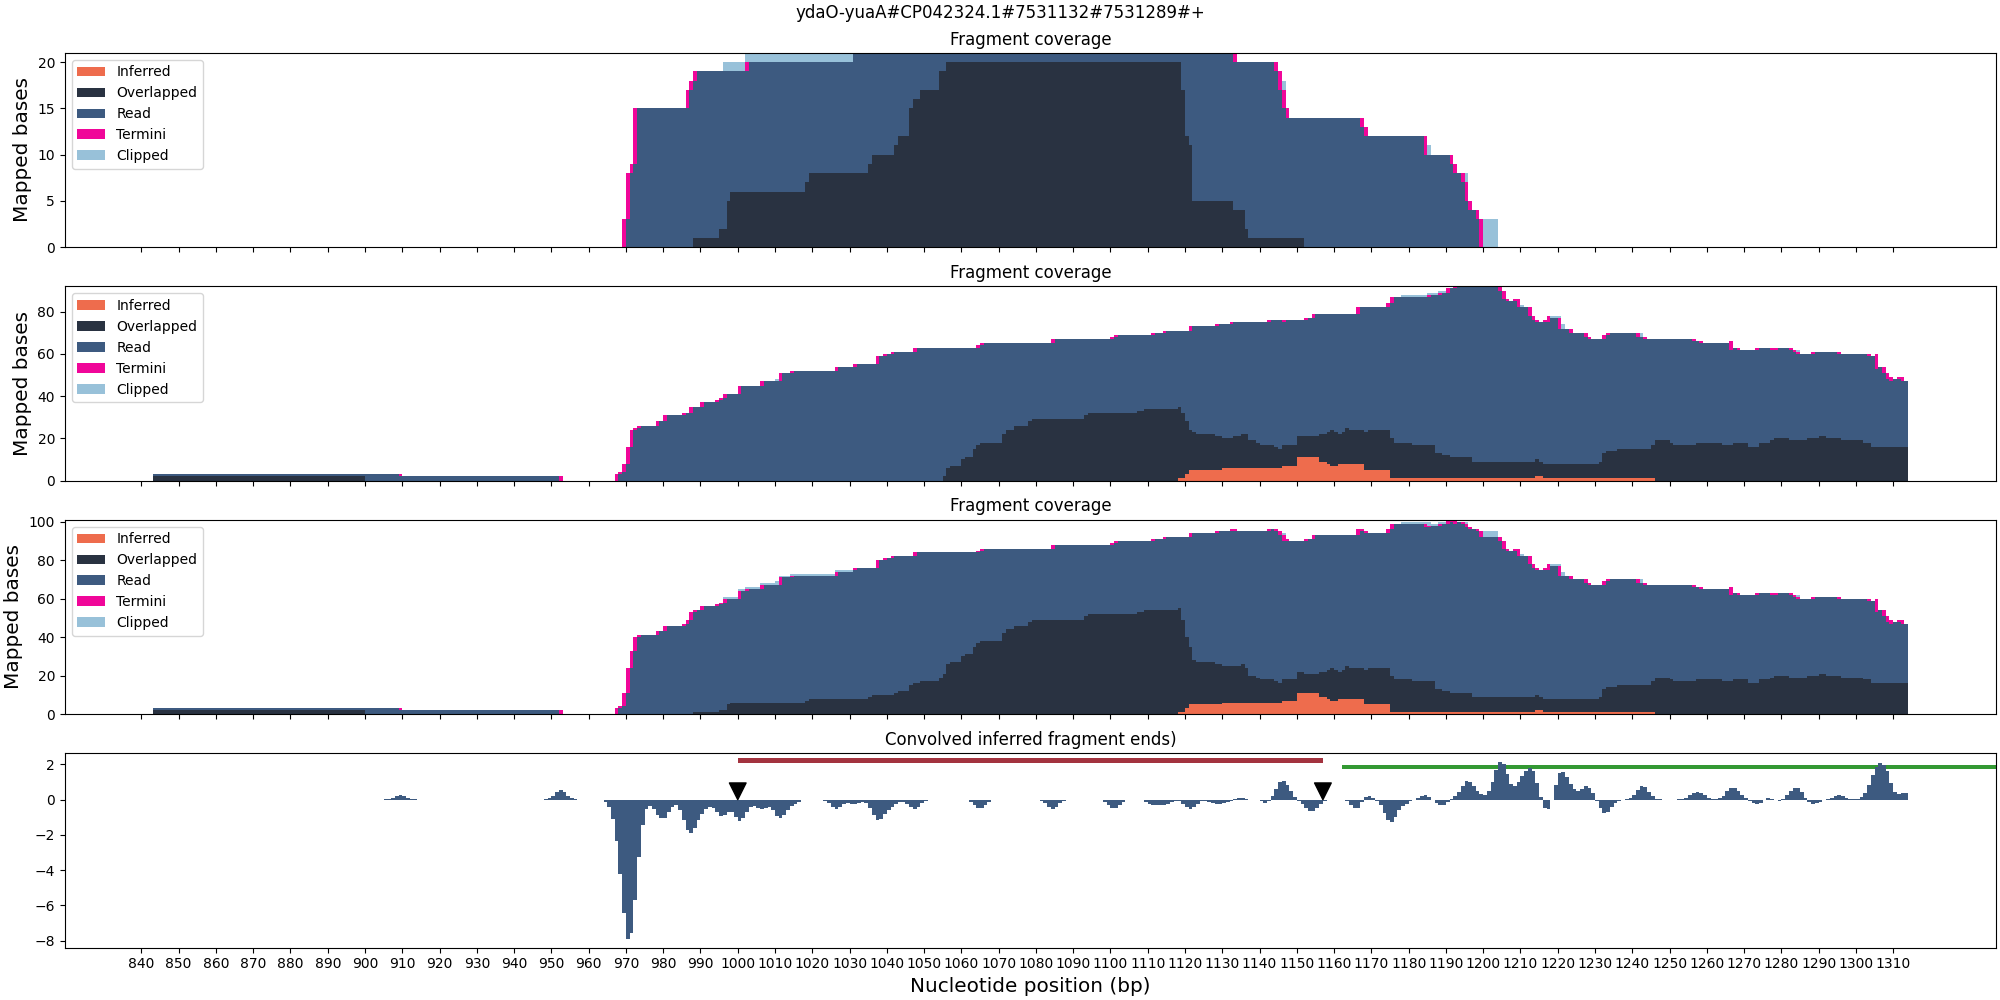 ydaO-yuaA#CP042324.1#7531132#7531289#+
Fragment coverage
Mapped bases
20
15
10
5
0
Inferred
Overlapped
Read
Termini
Clipped
Fragment coverage
Mapped bases
80
60
40
20
0
Inferred
Overlapped
Read
Termini
Clipped
Fragment coverage
Mapped bases
100
80
60
40
20
0
Inferred
Overlapped
Read
Termini
Clipped
Convolved inferred fragment ends)
2
0
−2
−4
−6
−8
840 850 860 870 880 890 900 910 920 930 940 950 960 970 980 990 1000 1010 1020 1030 1040 1050 1060 1070 1080 1090 1100 1110 1120 1130 1140 1150 1160 1170 1180 1190 1200 1210 1220 1230 1240 1250 1260 1270 1280 1290 1300 1310
Nucleotide position (bp)